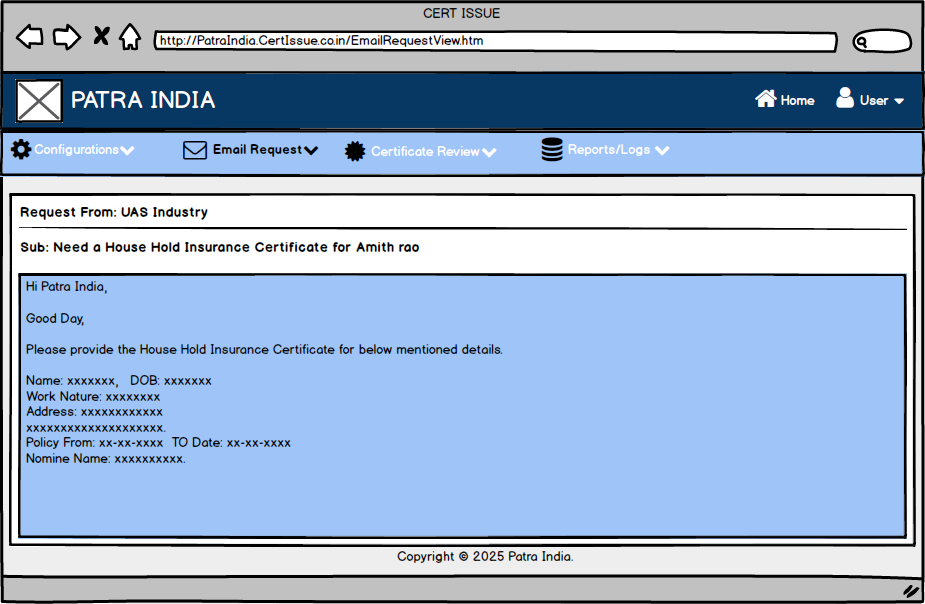 CERT ISSUE
http://PatraIndia.CertIssue.co.in/EmailRequestView.htm
PATRA INDIA
Home
User
Configurations
Email Request
Certificate Review
Reports/Logs
Request From: UAS Industry
Sub: Need a House Hold Insurance Certificate for Amith rao
Hi Patra India,
Good Day,
Please provide the House Hold Insurance Certificate for below mentioned details.
Name: xxxxxxx,   DOB: xxxxxxx
Work Nature: xxxxxxxx
Address: xxxxxxxxxxxx
xxxxxxxxxxxxxxxxxxxx.
Policy From: xx-xx-xxxx  TO Date: xx-xx-xxxx
Nomine Name: xxxxxxxxxx.
Copyright © 2025 Patra India.